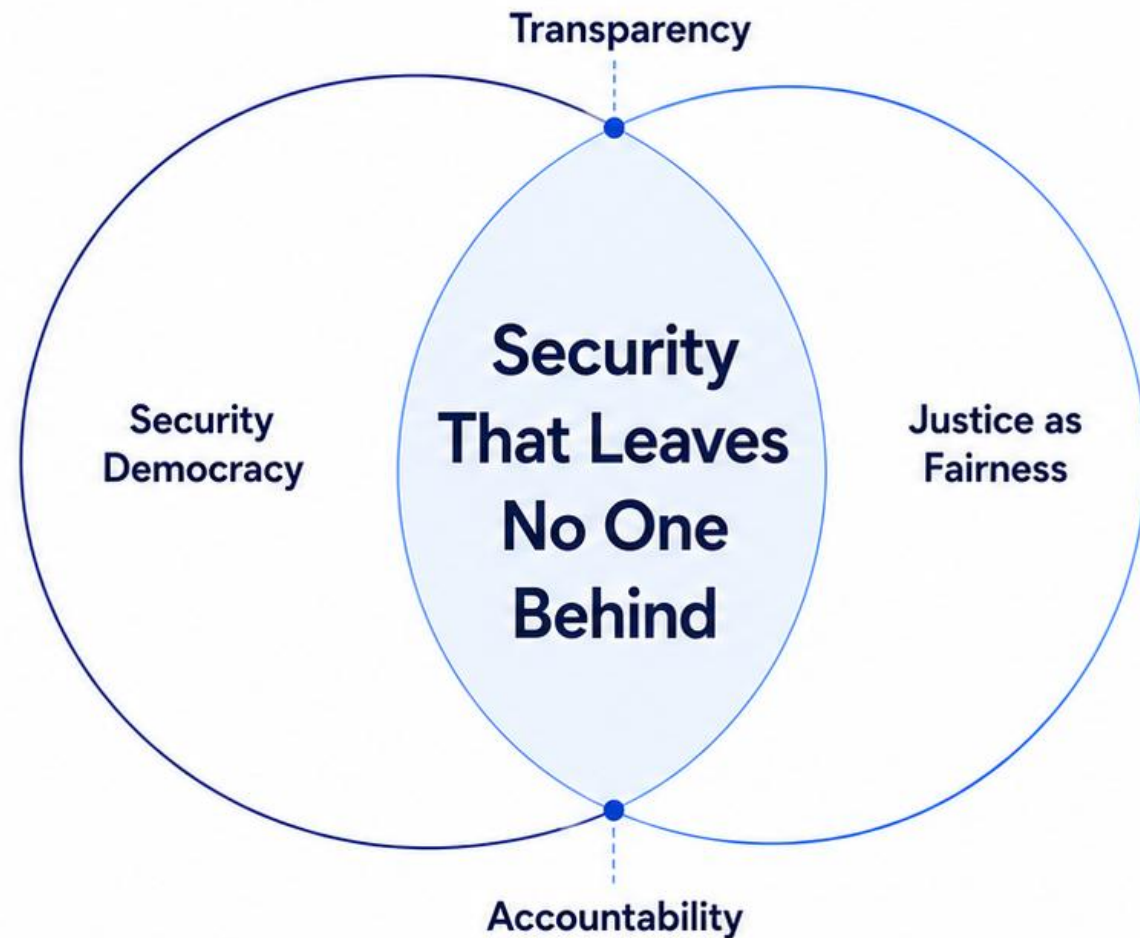 Transparency
Security
Democracy
Security
That Leaves
No One
Behind
Justice as
Fairness
Accountability